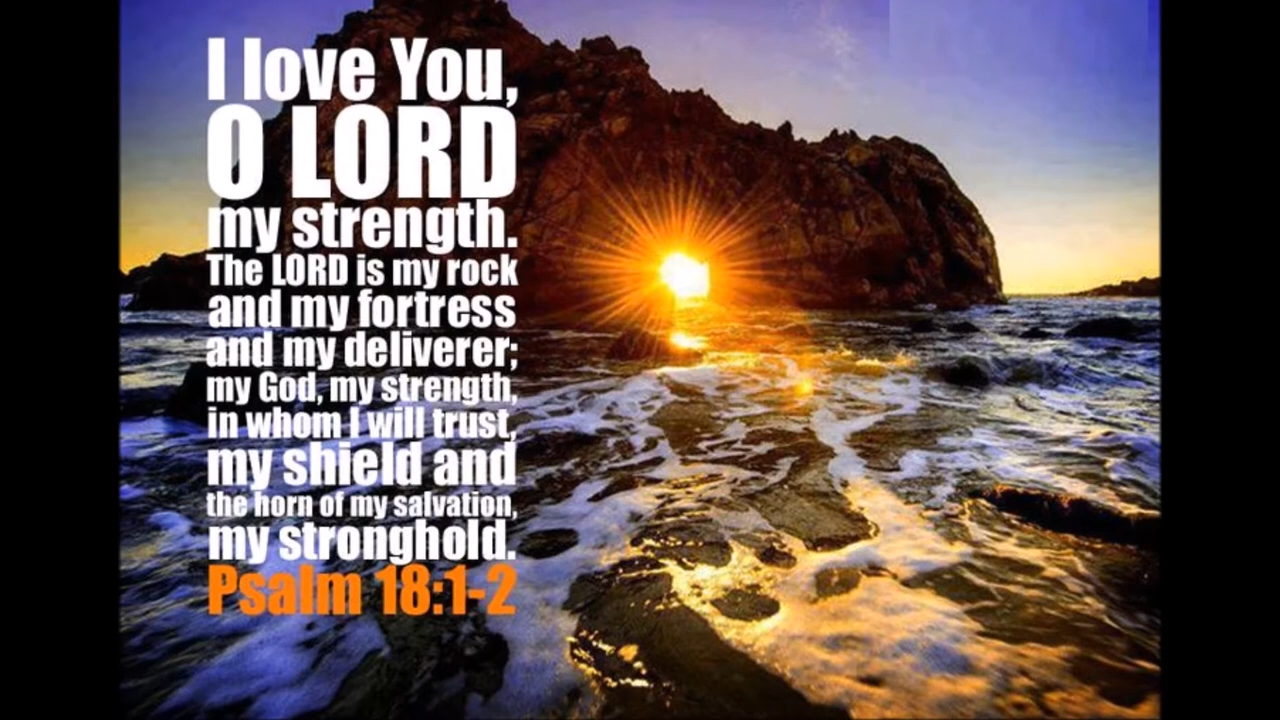 I love You,
O LORD
my strength.
The LORD is my rock
and my fortress
and my deliverer;
my God, my strength,
in whom I will trust,
my shield and
the horn of my salvation,
my stronghold.
Psalm 18:1-2